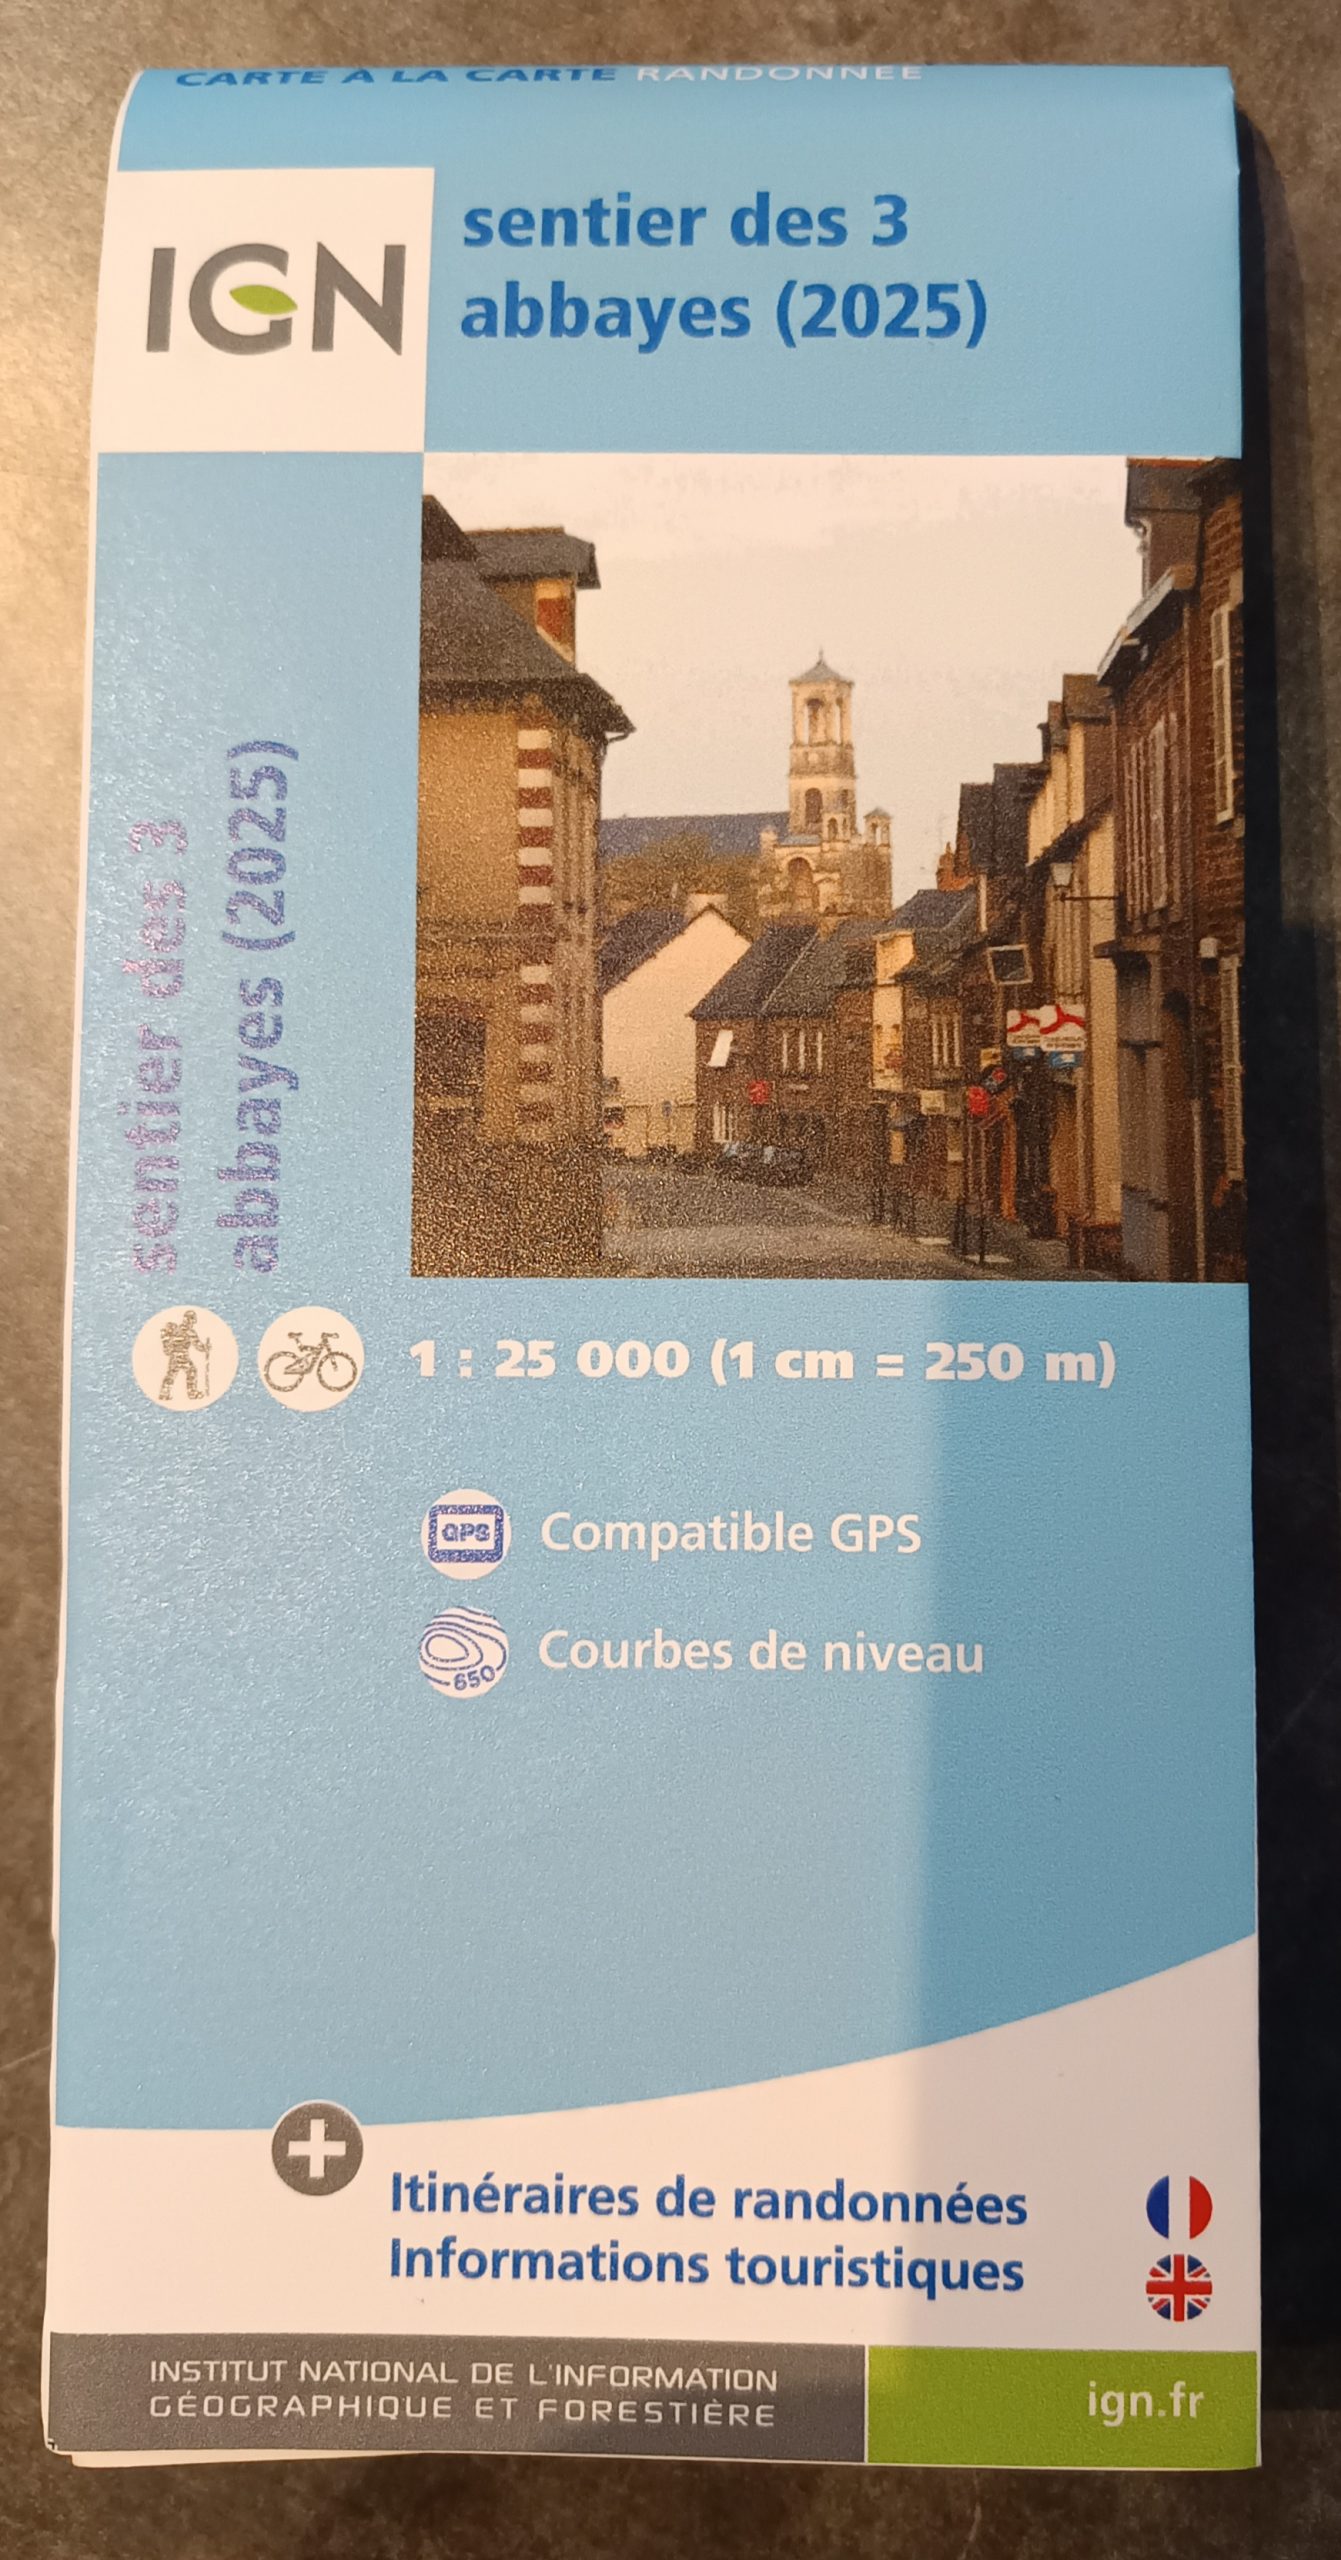 CARTE À LA CARTE RANDONNÉE
IGN
sentier des 3
abbayes (2025)
sentier des 3
abbayes (2025)
1 : 25 000 (1 cm = 250 m)
GPS
Compatible GPS
650
Courbes de niveau
Itinéraires de randonnées
Informations touristiques
INSTITUT NATIONAL DE L'INFORMATION
GÉOGRAPHIQUE ET FORESTIÈRE
ign.fr